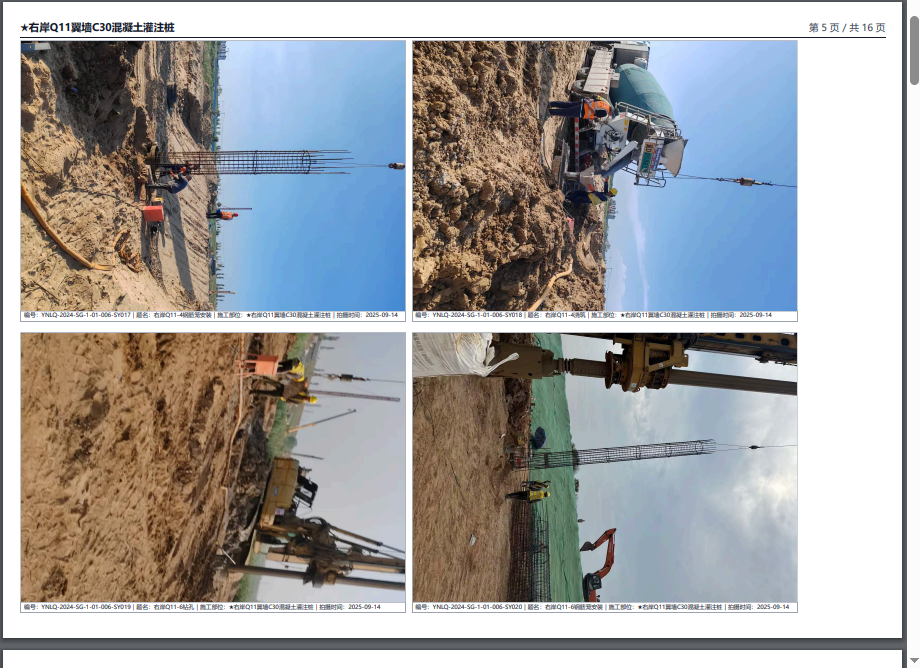 ★右岸Q11翼墙C30混凝土灌注桩
第 5 页 / 共 16 页
编号：YNLQ-2024-SG-1-01-006-SY017 | 题名：右岸Q11-4钢筋笼安装 | 施工部位：★右岸Q11翼墙C30混凝土灌注桩 | 拍摄时间：2025-09-14
编号：YNLQ-2024-SG-1-01-006-SY018 | 题名：右岸Q11-4浇筑 | 施工部位：★右岸Q11翼墙C30混凝土灌注桩 | 拍摄时间：2025-09-14
编号：YNLQ-2024-SG-1-01-006-SY019 | 题名：右岸Q11-6钻孔 | 施工部位：★右岸Q11翼墙C30混凝土灌注桩 | 拍摄时间：2025-09-14
编号：YNLQ-2024-SG-1-01-006-SY020 | 题名：右岸Q11-6钢筋笼安装 | 施工部位：★右岸Q11翼墙C30混凝土灌注桩 | 拍摄时间：2025-09-14